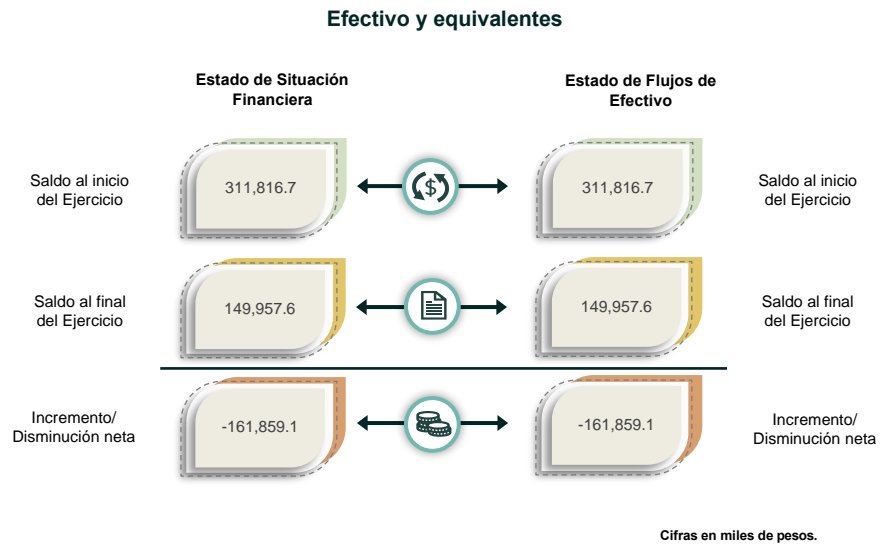 Efectivo y equivalentes
Estado de Situación
Financiera
Estado de Flujos de
Efectivo
Saldo al inicio
del Ejercicio
311,816.7
$
311,816.7
Saldo al inicio
del Ejercicio
Saldo al final
del Ejercicio
149,957.6
149,957.6
Saldo al final
del Ejercicio
Incremento/
Disminución neta
-161,859.1
-161,859.1
Incremento/
Disminución neta
Cifras en miles de pesos.